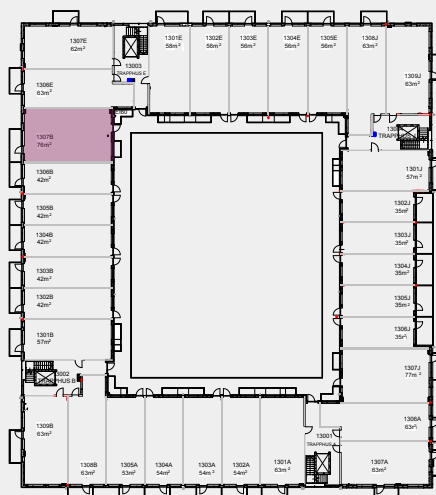 1307E
62m²
1306E
63m²
13003
TRAPPHUS E
1301E
58m²
1302E
56m²
1303E
56m²
1304E
56m²
1305E
56m²
1308J
63m²
1309J
63m²
1307B
76m²
1306B
42m²
1305B
42m²
1304B
42m²
1303B
42m²
1302B
42m²
1301B
57m²
1301J
57m²
1302J
35m²
1303J
35m²
1304J
35m²
1305J
35m²
1306J
35m²
1307J
77m²
1306A
63m²
13002
TRAPPHUS B
1309B
63m²
1308B
63m²
1305A
53m²
1304A
54m²
1303A
54m²
1302A
54m²
1301A
63m²
13001
TRAPPHUS A
1307A
63m²